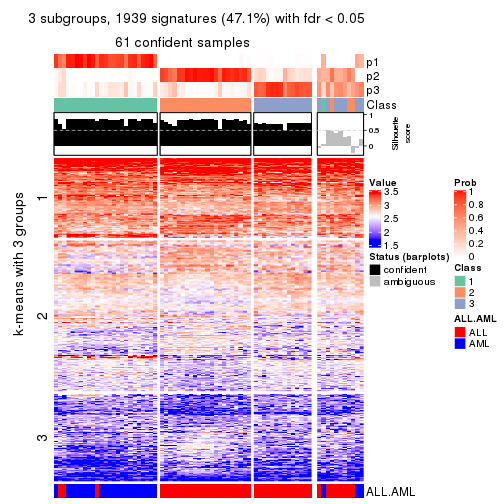 3 subgroups, 1939 signatures (47.1%) with fdr < 0.05
61 confident samples
p1
p2
p3
Class
1
0.5
0
Silhouette
score
k-means with 3 groups
1
2
3
ALL.AML
Value
3.5
3
2.5
2
1.5
Status (barplots)
confident
ambiguous
Prob
1
0.8
0.6
0.4
0.2
0
Class
1
2
3
ALL.AML
ALL
AML